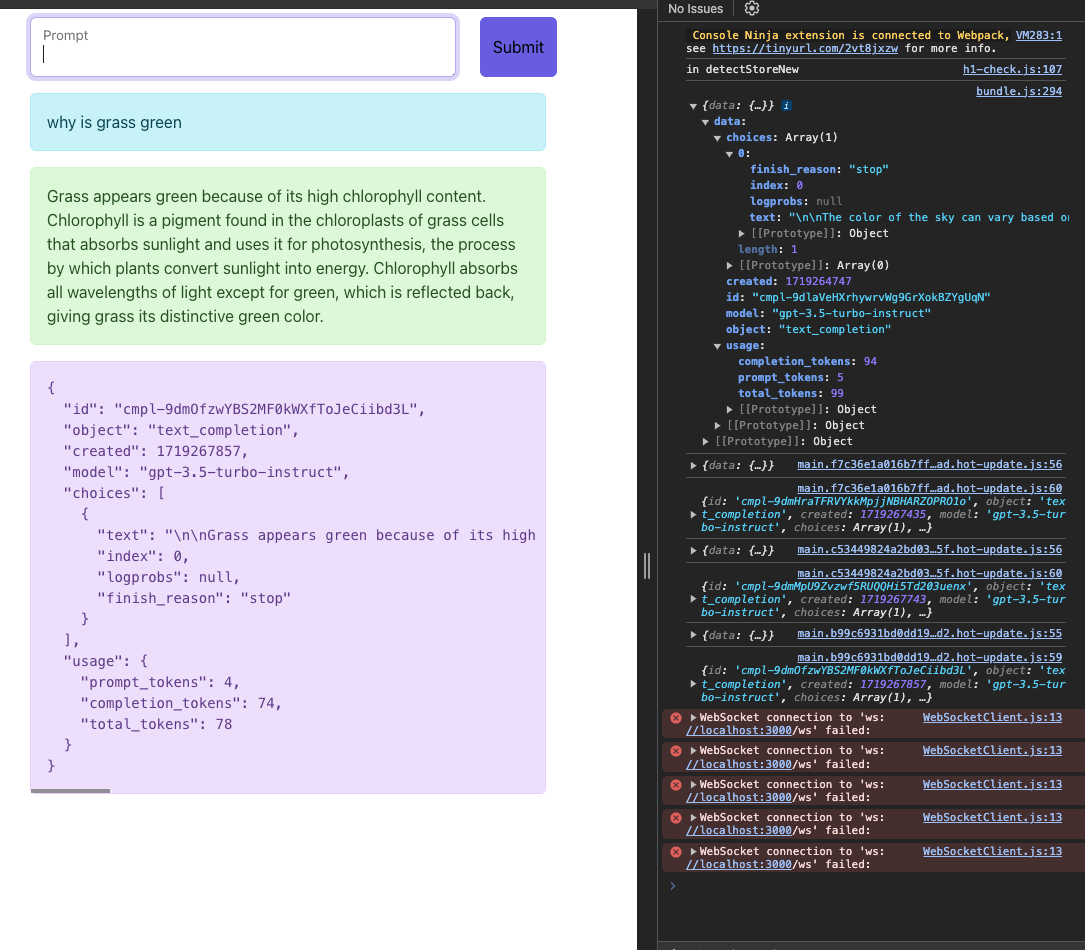 Prompt
Submit
why is grass green
Grass appears green because of its high chlorophyll content.
Chlorophyll is a pigment found in the chloroplasts of grass cells
that absorbs sunlight and uses it for photosynthesis, the process
by which plants convert sunlight into energy. Chlorophyll absorbs
all wavelengths of light except for green, which is reflected back,
giving grass its distinctive green color.
{
"id": "cmpl-9dmOfzwYBS2MF0kWXfToJeCiibd3L",
"object": "text_completion",
"created": 1719267857,
"model": "gpt-3.5-turbo-instruct",
"choices": [
{
"text": "\n\nGrass appears green because of its high
"index": 0,
"logprobs": null,
"finish_reason": "stop"
}
],
"usage": {
"prompt_tokens": 4,
"completion_tokens": 74,
"total_tokens": 78
}
}
No Issues
Console Ninja extension is connected to Webpack, VM283:1
see https://tinyurl.com/2vt8jxzw for more info.
in detectStoreNew h1-check.js:107
bundle.js:294
{data: {…}} i
data:
choices: Array(1)
0:
finish_reason: "stop"
index: 0
logprobs: null
text: "\n\nThe color of the sky can vary based o
[[Prototype]]: Object
length: 1
[[Prototype]]: Array(0)
created: 1719264747
id: "cmpl-9dlaVeHXrhywrvWg9GrXokBZYgUqN"
model: "gpt-3.5-turbo-instruct"
object: "text_completion"
usage:
completion_tokens: 94
prompt_tokens: 5
total_tokens: 99
[[Prototype]]: Object
[[Prototype]]: Object
[[Prototype]]: Object
{data: {…}} main.f7c36e1a016b7ff…ad.hot-update.js:56
main.f7c36e1a016b7ff…ad.hot-update.js:60
{id: 'cmpl-9dmHraTFRVYkkMpjjNBHARZOPRO1o', object: 'tex
t_completion', created: 1719267435, model: 'gpt-3.5-tur
bo-instruct', choices: Array(1), …}
{data: {…}} main.c53449824a2bd03…5f.hot-update.js:56
main.c53449824a2bd03…5f.hot-update.js:60
{id: 'cmpl-9dmMpU9Zvzwf5RUQQHi5Td203uenx', object: 'tex
t_completion', created: 1719267743, model: 'gpt-3.5-tur
bo-instruct', choices: Array(1), …}
{data: {…}} main.b99c6931bd0dd19…d2.hot-update.js:55
main.b99c6931bd0dd19…d2.hot-update.js:59
{id: 'cmpl-9dmOfzwYBS2MF0kWXfToJeCiibd3L', object: 'tex
t_completion', created: 1719267857, model: 'gpt-3.5-tur
bo-instruct', choices: Array(1), …}
WebSocket connection to 'ws: WebSocketClient.js:13
//localhost:3000/ws' failed:
WebSocket connection to 'ws: WebSocketClient.js:13
//localhost:3000/ws' failed:
WebSocket connection to 'ws: WebSocketClient.js:13
//localhost:3000/ws' failed:
WebSocket connection to 'ws: WebSocketClient.js:13
//localhost:3000/ws' failed:
WebSocket connection to 'ws: WebSocketClient.js:13
//localhost:3000/ws' failed: